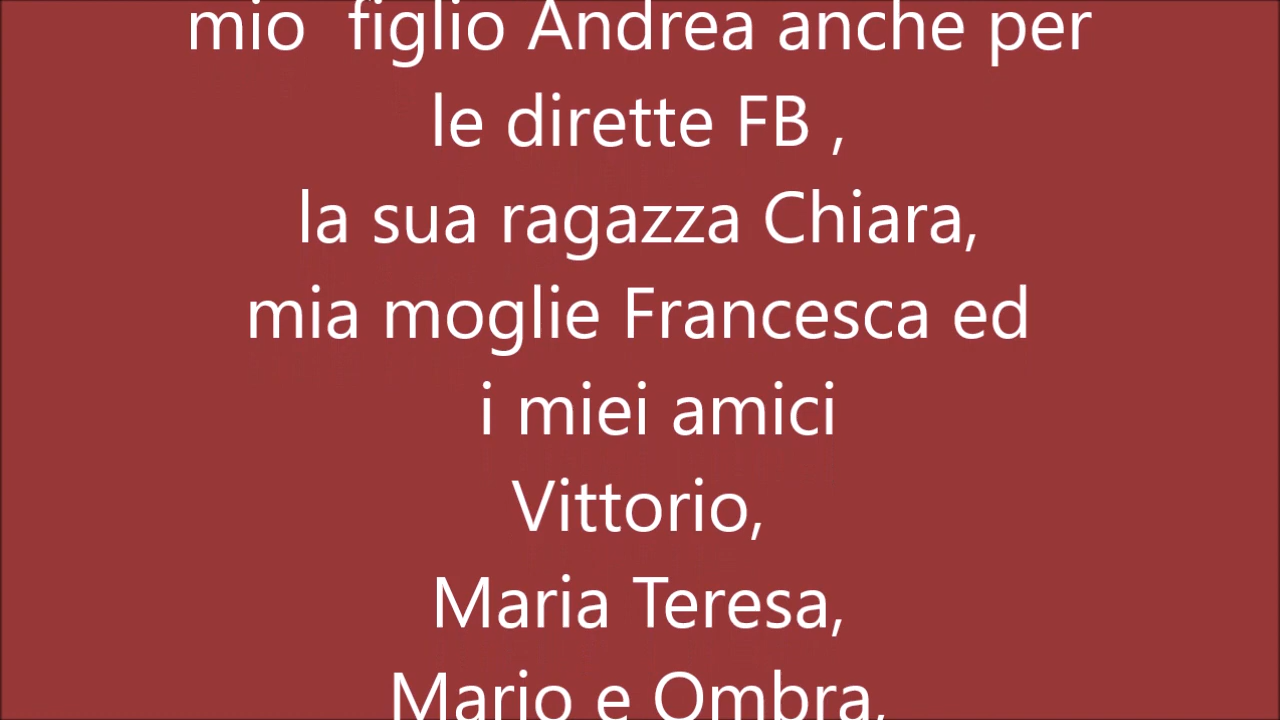 mio  figlio Andrea anche per
le dirette FB ,
la sua ragazza Chiara,
mia moglie Francesca ed
i miei amici
Vittorio,
Maria Teresa,
Mario e Ombra,